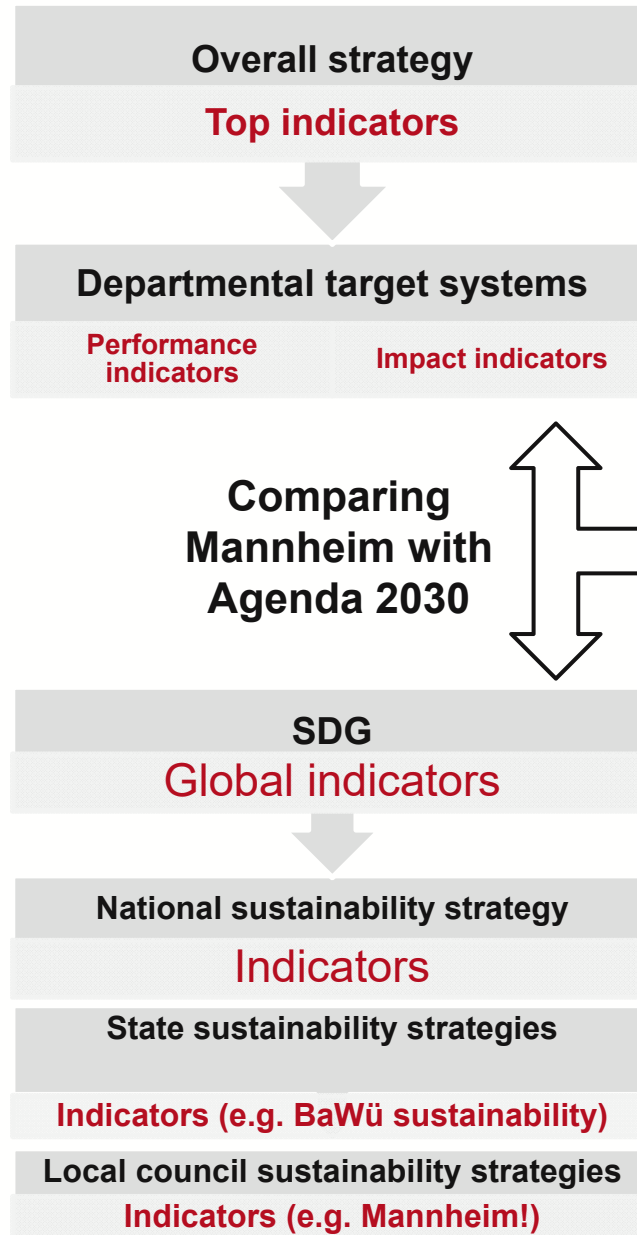 Overall strategy
Top indicators
Departmental target systems
Performance
indicators
Impact indicators
Comparing
Mannheim with
Agenda 2030
SDG
Global indicators
National sustainability strategy
Indicators
State sustainability strategies
Indicators (e.g. BaWü sustainability)
Local council sustainability strategies
Indicators (e.g. Mannheim!)